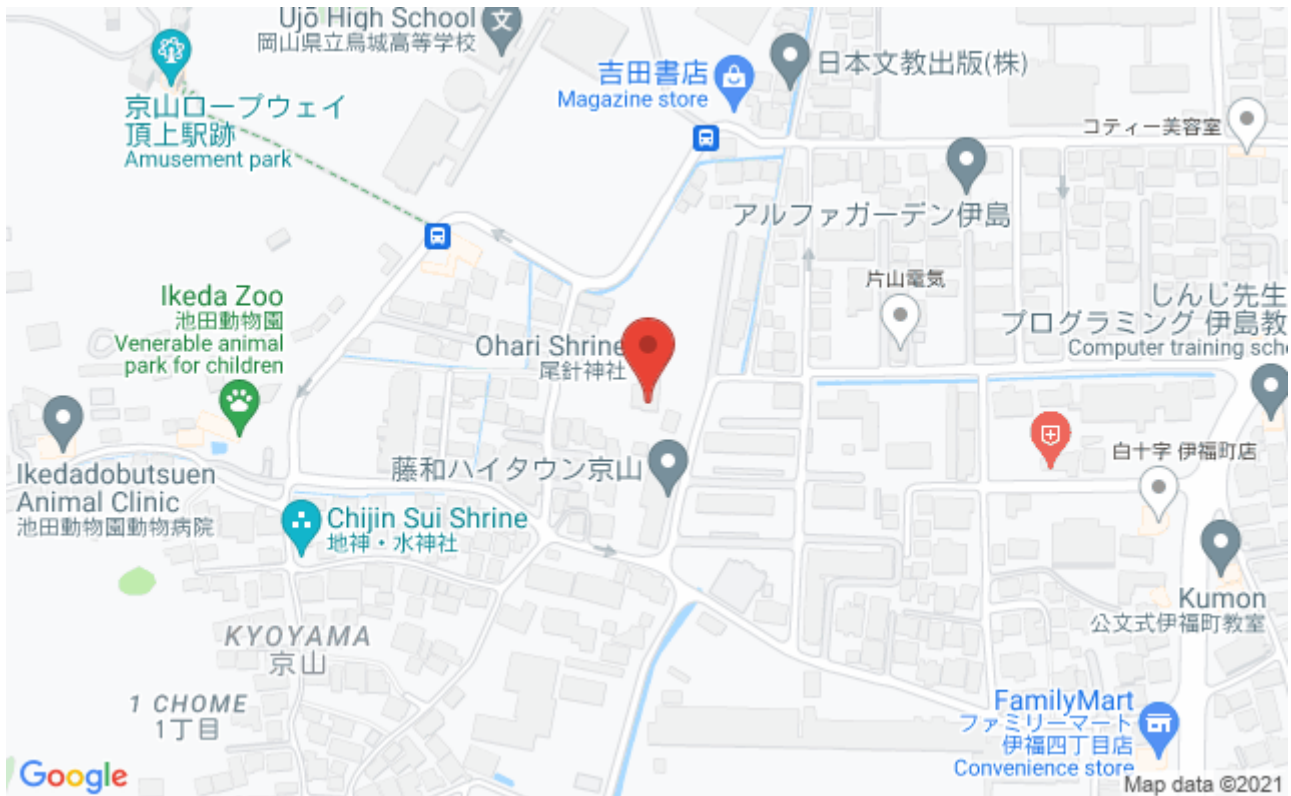 Ujō High School
岡山県立烏城高等学校
京山ロープウェイ
頂上駅跡
Amusement park
吉田書店
Magazine store
日本文教出版(株)
コティー美容室
アルファガーデン伊島
片山電気
しんじ先生
プログラミング 伊島教
Computer training sch
Ikeda Zoo
池田動物園
Venerable animal
park for children
Ohari Shrine
尾針神社
Ikedadobutsuen
Animal Clinic
池田動物園動物病院
藤和ハイタウン京山
白十字 伊福町店
Chijin Sui Shrine
地神・水神社
Kumon
公文式伊福町教室
KYOYAMA
京山
1 CHOME
1丁目
FamilyMart
ファミリーマート
伊福四丁目店
Convenience store
Google
Map data ©2021
文